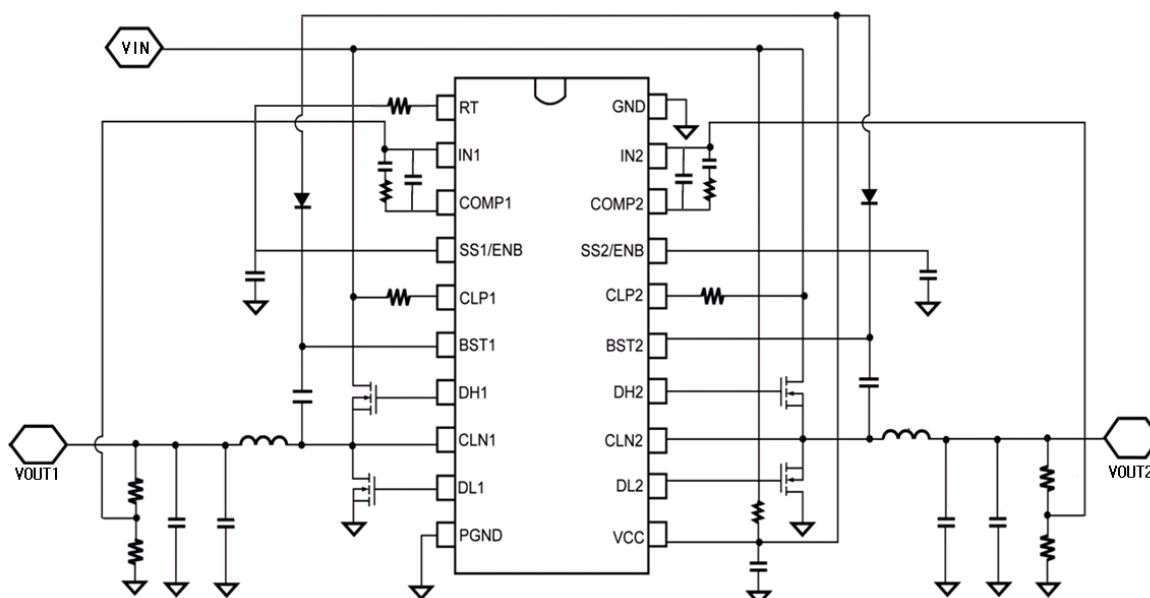 VIN
RT
GND
IN1
IN2
COMP1
COMP2
SS1/ENB
SS2/ENB
CLP1
CLP2
BST1
BST2
DH1
DH2
CLN1
CLN2
VOUT1
VOUT2
DL1
DL2
PGND
VCC